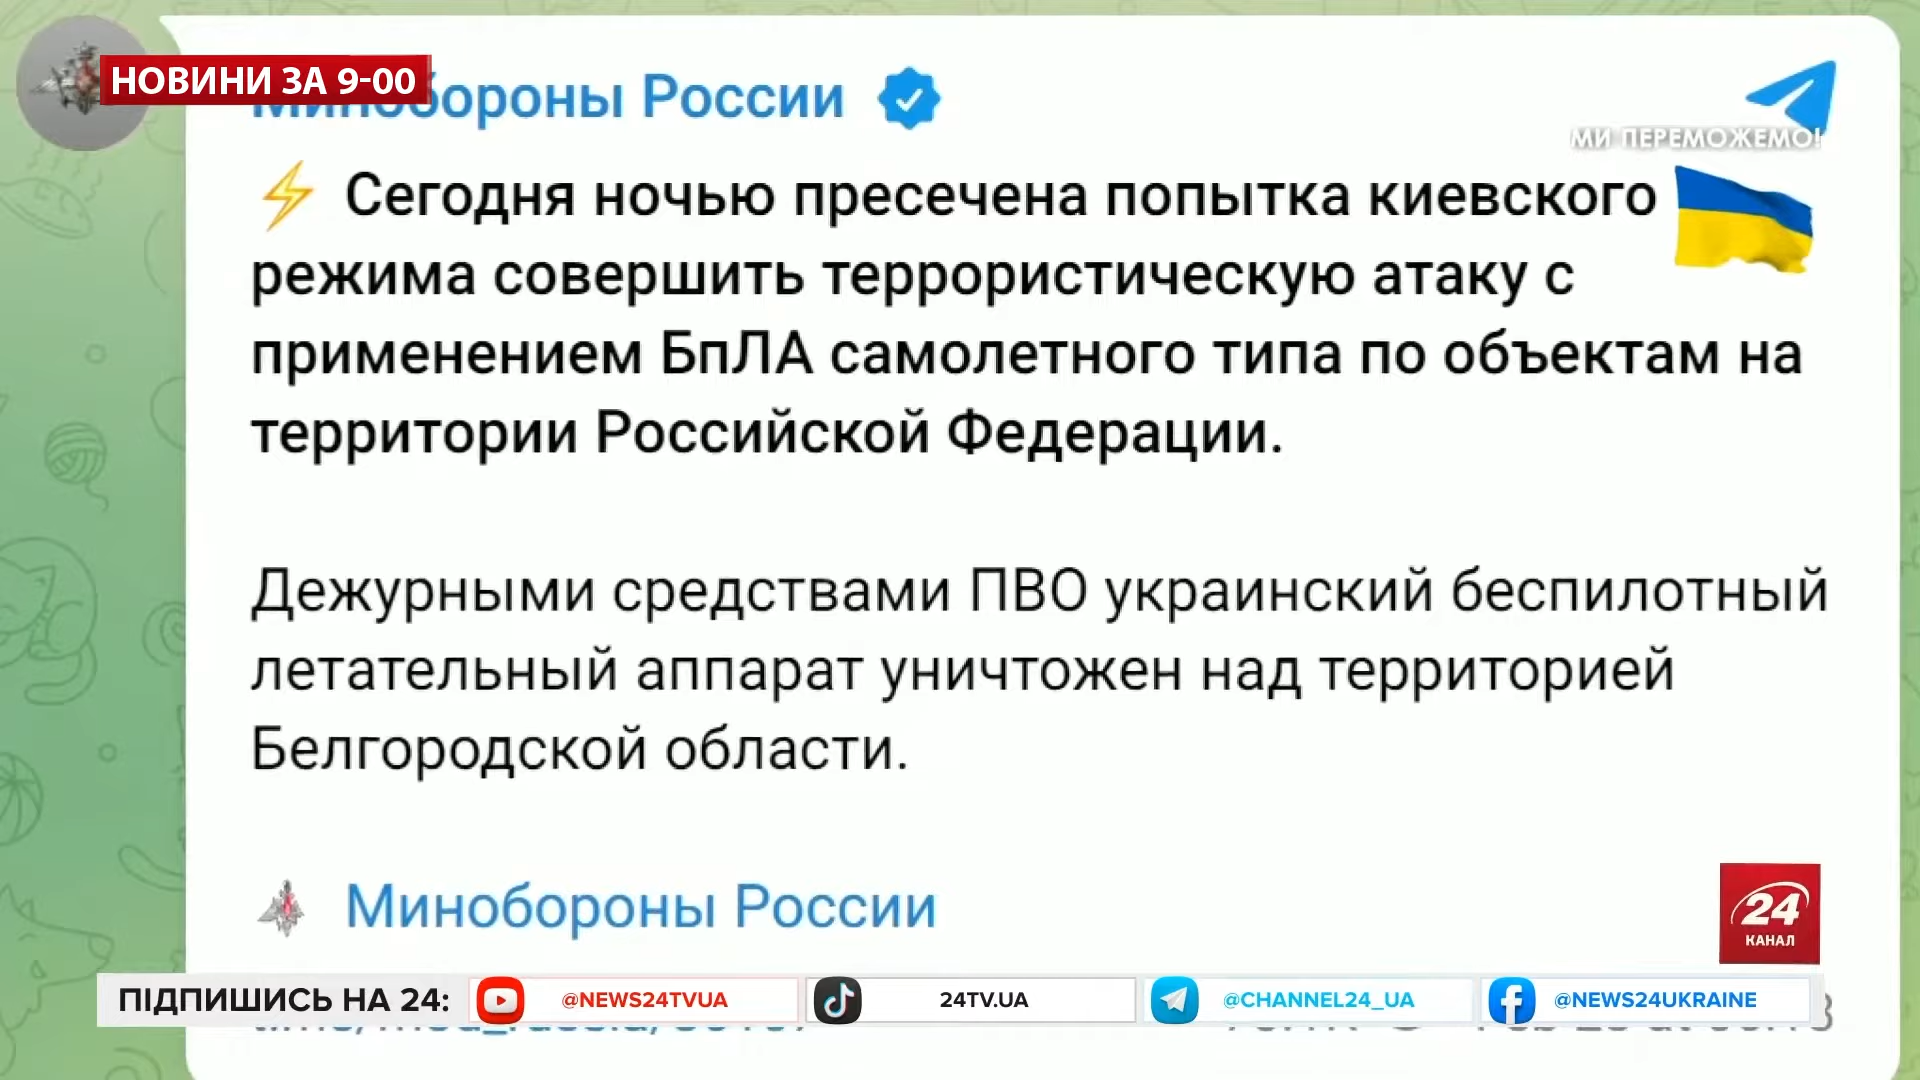 НОВИНИ ЗА 9-00
Минобороны России
МИ ПЕРЕМОЖЕМО!
Сегодня ночью пресечена попытка киевского
режима совершить террористическую атаку с
применением БпЛА самолетного типа по объектам на
территории Российской Федерации.
Дежурными средствами ПВО украинский беспилотный
летательный аппарат уничтожен над территорией
Белгородской области.
Минобороны России
24
КАНАЛ
ПІДПИШИСЬ НА 24:
@NEWS24TVUA
24TV.UA
@CHANNEL24_UA
@NEWS24UKRAINE